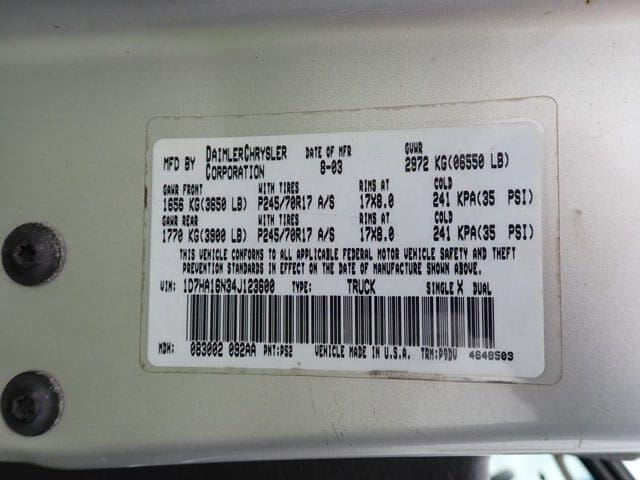 MFD BY DAIMLERCHRYSLER CORPORATION DATE OF MFR 8-03 GVWR 2972 KG(06550 LB)
GAWR FRONT WITH TIRES RIMS AT COLD
1656 KG(3650 LB) P245/70R17 A/S 17X8.0 241 KPA(35 PSI)
GAWR REAR WITH TIRES RIMS AT COLD
1770 KG(3900 LB) P245/70R17 A/S 17X8.0 241 KPA(35 PSI)
THIS VEHICLE CONFORMS TO ALL APPLICABLE FEDERAL MOTOR VEHICLE SAFETY AND THEFT
PREVENTION STANDARDS IN EFFECT ON THE DATE OF MANUFACTURE SHOWN ABOVE.
VIN: 1D7HA16N34J123600 TYPE: TRUCK SINGLE X DUAL
MDH: 083002 092AA PNT:PS2 VEHICLE MADE IN U.S.A. TRM:P9DV 4648503